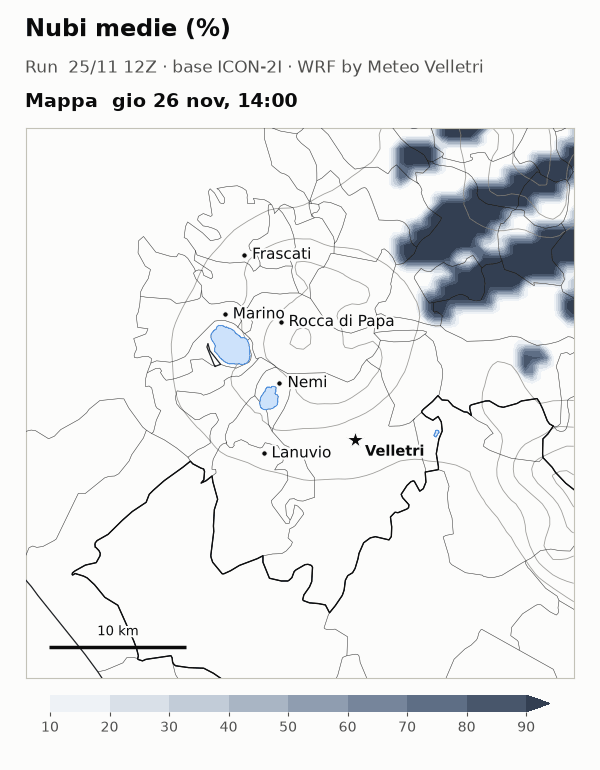 Nubi medie (%)
Run  25/11 12Z · base ICON-2I · WRF by Meteo Velletri
Mappa  gio 26 nov, 14:00
Frascati
Marino
Rocca di Papa
Nemi
Velletri
Lanuvio
10 km
10 20 30 40 50 60 70 80 90